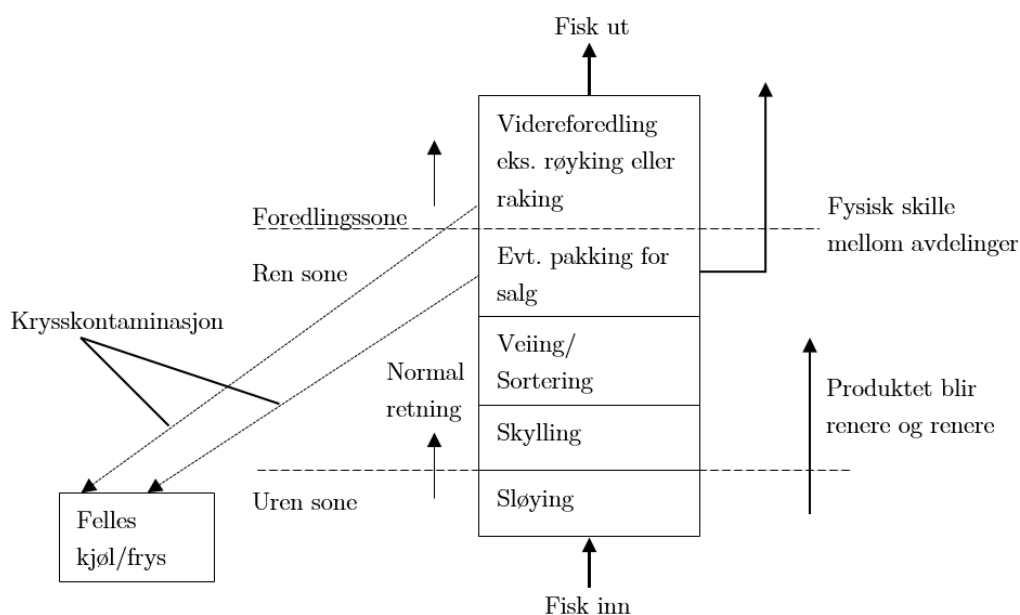 Fisk ut
Videreforedling
eks. røyking eller
raking
Foredlingssone
Fysisk skille
mellom avdelinger
Ren sone
Evt. pakking for
salg
Krysskontaminasjon
Veiing/
Sortering
Normal
retning
Produktet blir
renere og renere
Skylling
Uren sone
Sløying
Felles
kjøl/frys
Fisk inn